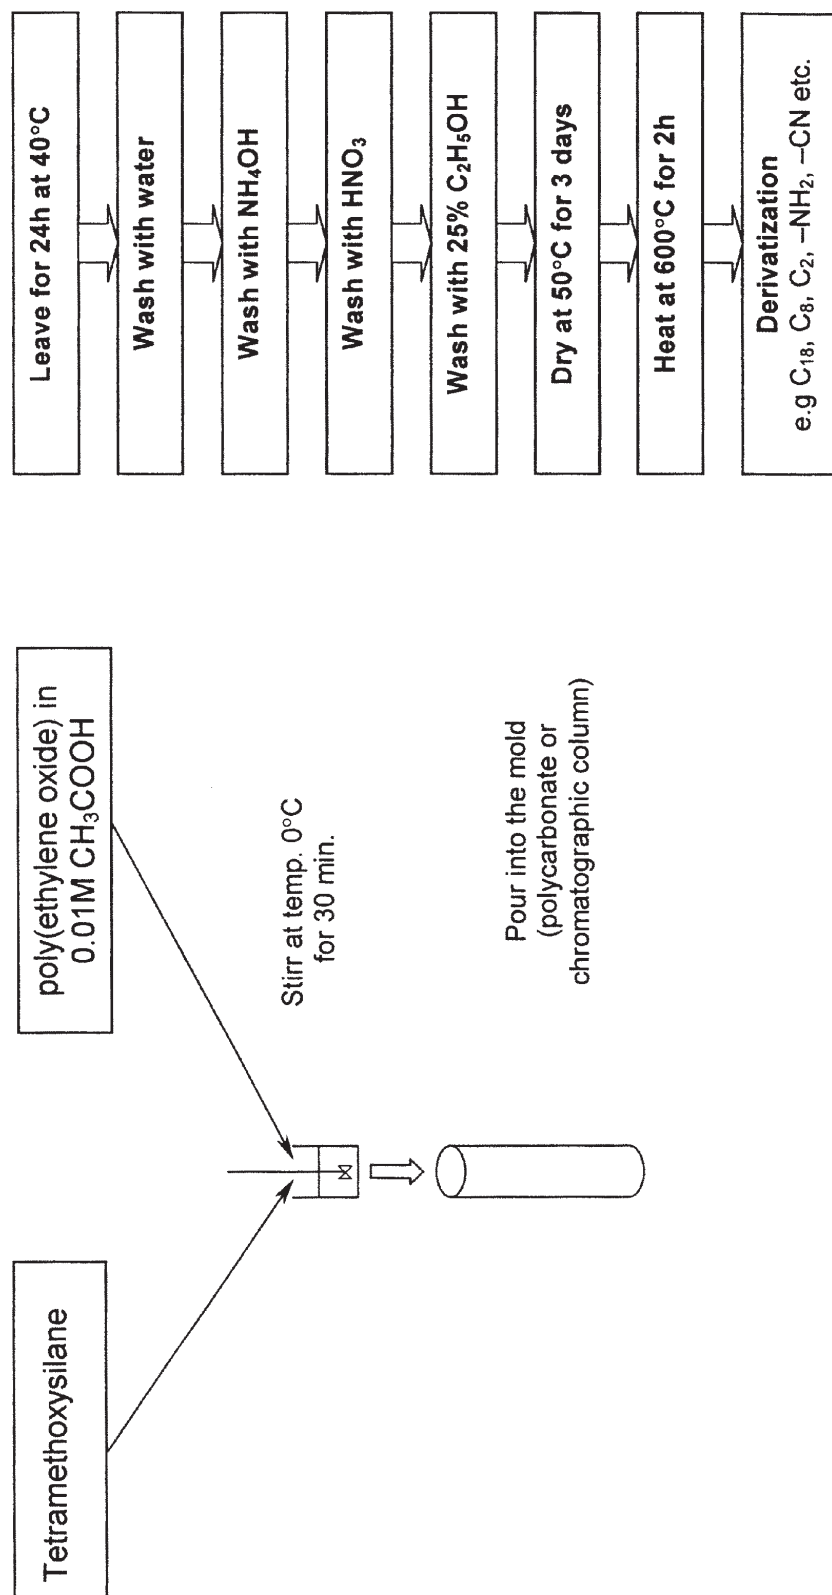 Tetramethoxysilane
poly(ethylene oxide) in
0.01M CH₃COOH
Stirr at temp. 0°C
for 30 min.
Pour into the mold
(polycarbonate or
chromatographic column)
Leave for 24h at 40°C
Wash with water
Wash with NH₄OH
Wash with HNO₃
Wash with 25% C₂H₅OH
Dry at 50°C for 3 days
Heat at 600°C for 2h
Derivatization
e.g C₁₈, C₈, C₂, –NH₂, –CN etc.